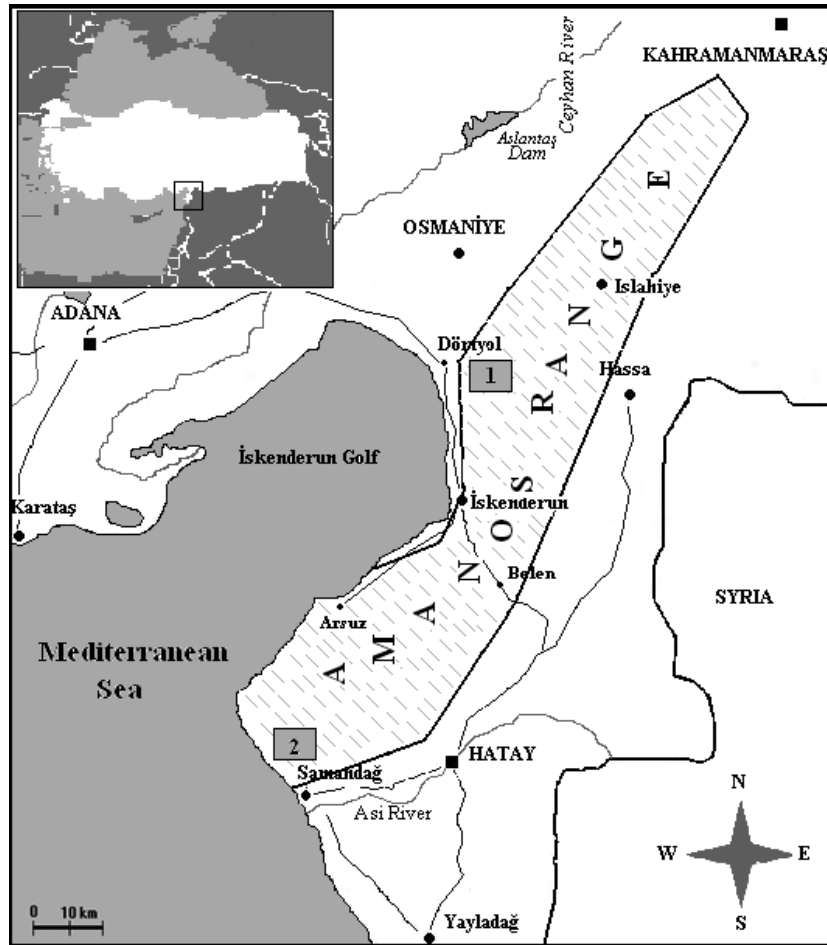 KAHRAMANMARAŞ
Ceyhan River
Aslantaş
Dam
OSMANİYE
AMANOS RANGE
Islahiye
ADANA
Dörtyol
1
Hassa
İskenderun Golf
İskenderun
Karataş
Belen
SYRIA
Arsuz
Mediterranean
Sea
2
HATAY
Samandağ
Asi River
N
W
E
S
0 10 km
Yayladağ